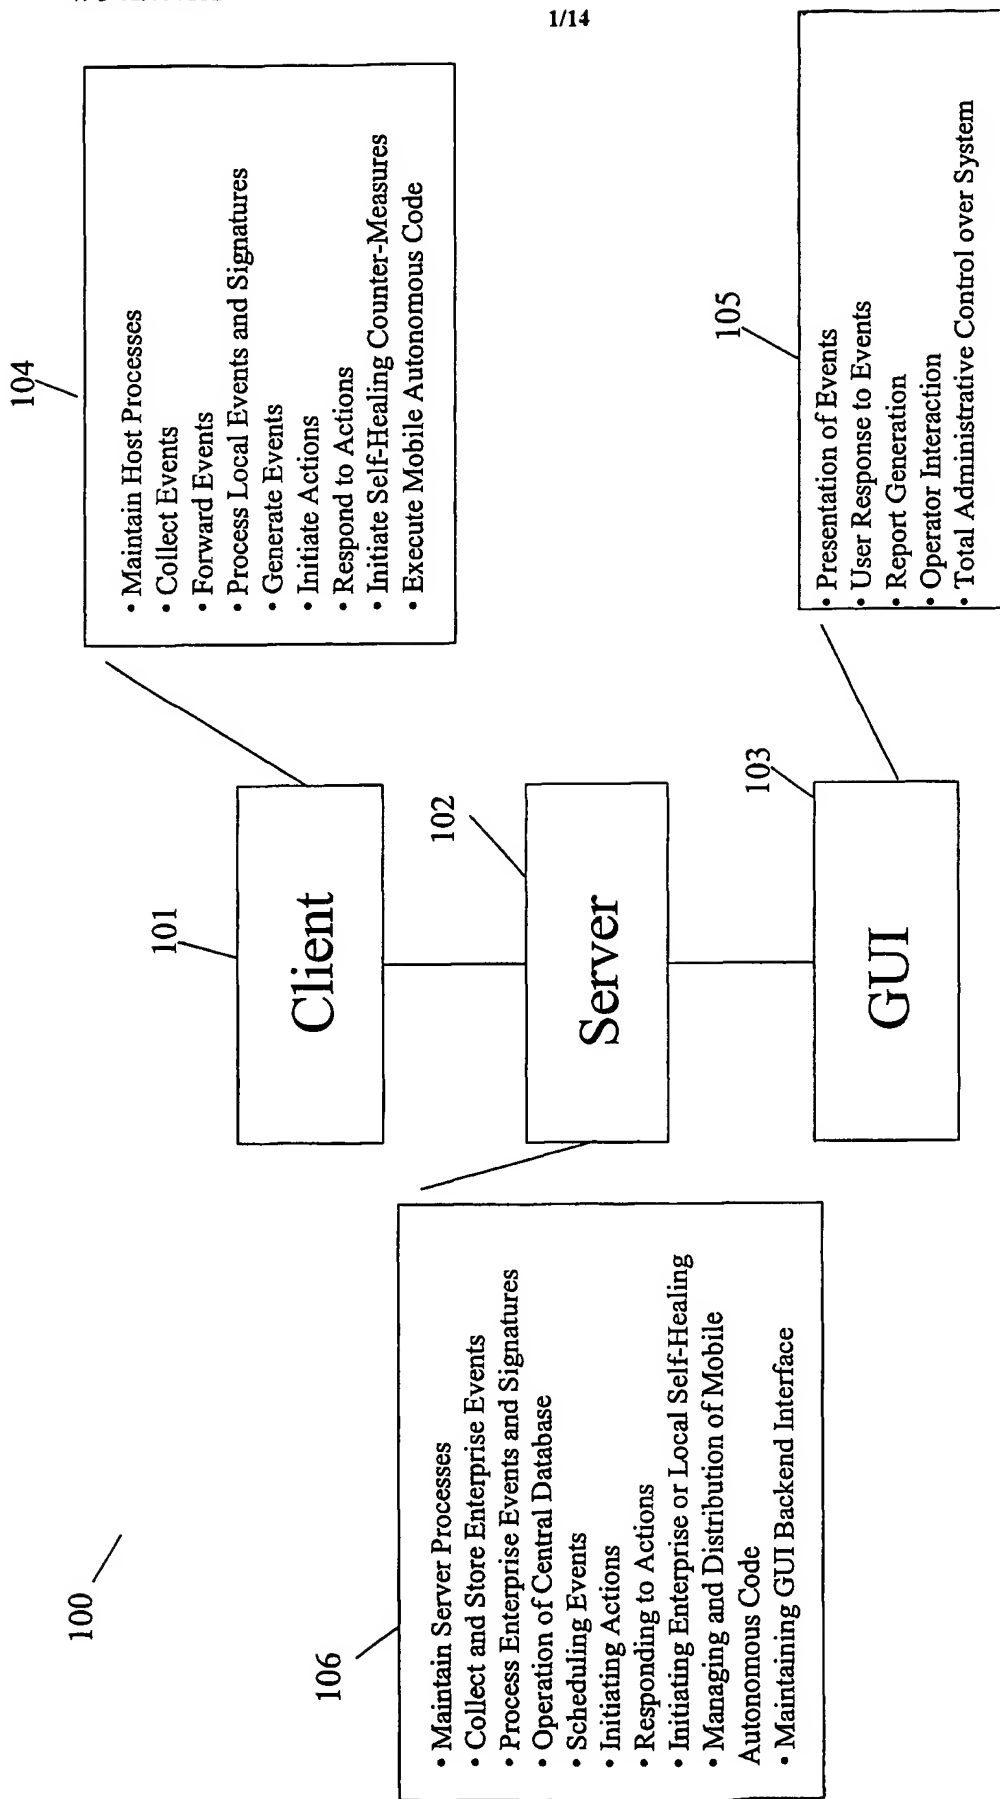 1/14
100
101
Client
102
Server
103
GUI
104
• Maintain Host Processes
• Collect Events
• Forward Events
• Process Local Events and Signatures
• Generate Events
• Initiate Actions
• Respond to Actions
• Initiate Self-Healing Counter-Measures
• Execute Mobile Autonomous Code
105
• Presentation of Events
• User Response to Events
• Report Generation
• Operator Interaction
• Total Administrative Control over System
106
• Maintain Server Processes
• Collect and Store Enterprise Events
• Process Enterprise Events and Signatures
• Operation of Central Database
• Scheduling Events
• Initiating Actions
• Responding to Actions
• Initiating Enterprise or Local Self-Healing
• Managing and Distribution of Mobile
Autonomous Code
• Maintaining GUI Backend Interface